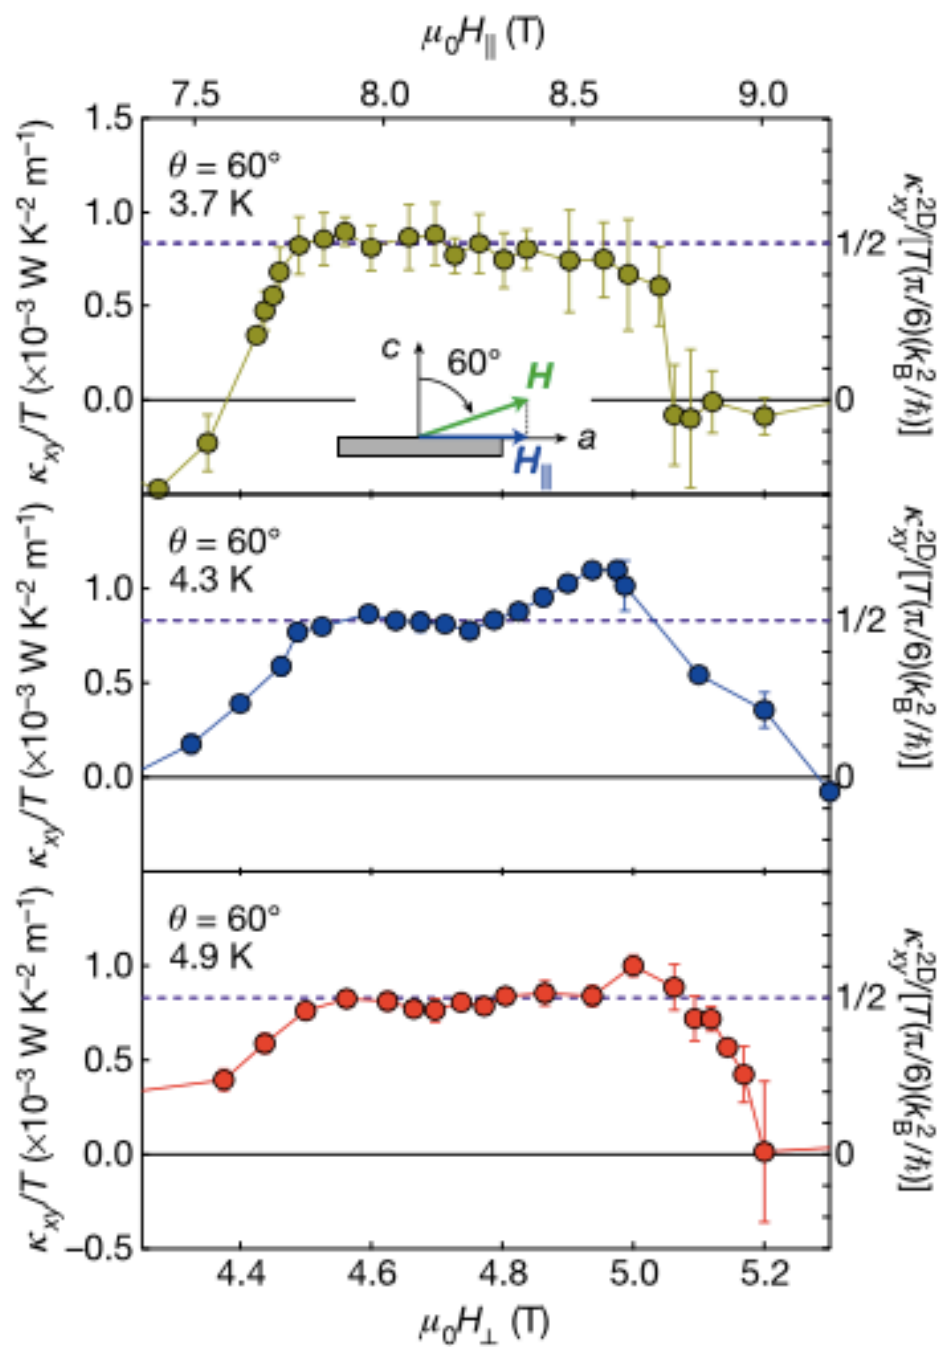 μ₀H∥ (T)
7.5 8.0 8.5 9.0
κxy/T (×10⁻³ W K⁻² m⁻¹)
1.5
1.0
0.5
0.0
θ = 60°
3.7 K
c
60°
H
a
H∥
1/2
0
κxy²ᴰ/[T(π/6)(kB²/ℏ)]
κxy/T (×10⁻³ W K⁻² m⁻¹)
1.0
0.5
0.0
θ = 60°
4.3 K
1/2
0
κxy²ᴰ/[T(π/6)(kB²/ℏ)]
κxy/T (×10⁻³ W K⁻² m⁻¹)
1.0
0.5
0.0
−0.5
θ = 60°
4.9 K
1/2
0
κxy²ᴰ/[T(π/6)(kB²/ℏ)]
4.4 4.6 4.8 5.0 5.2
μ₀H⊥ (T)